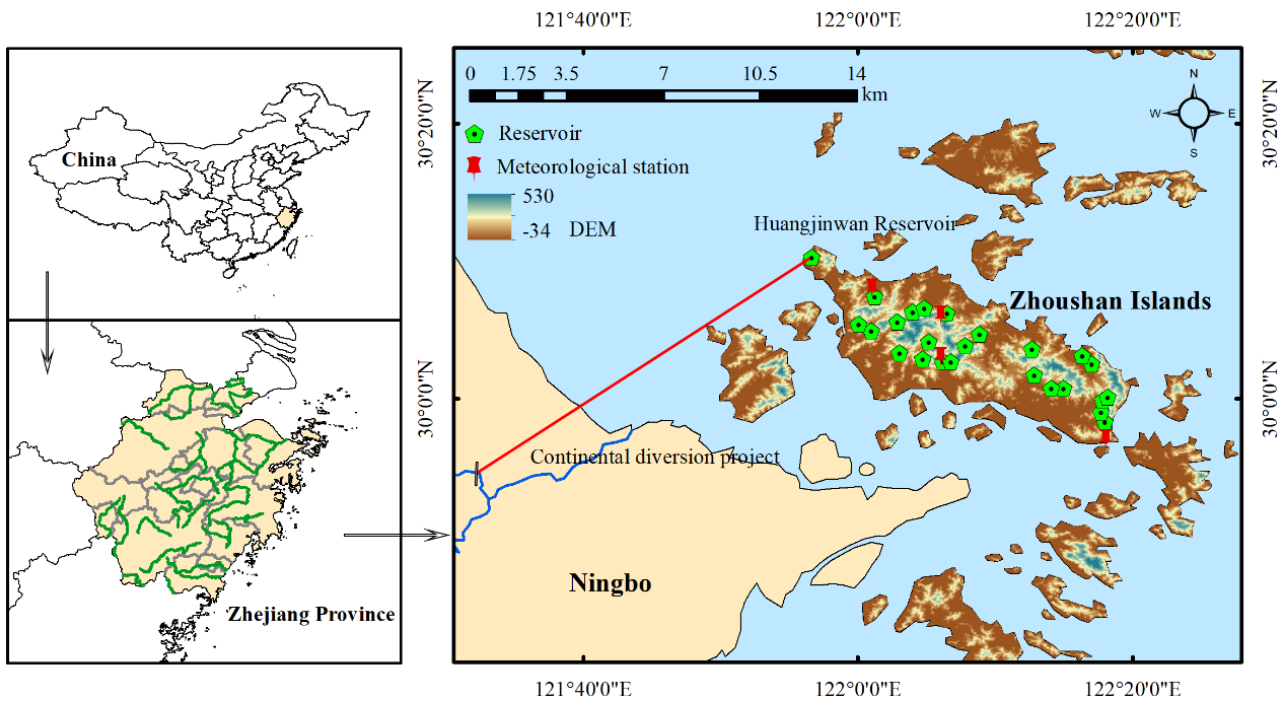 121°40'0"E
122°0'0"E
122°20'0"E
China
Zhejiang Province
0 1.75 3.5 7 10.5 14
km
Reservoir
Meteorological station
530
-34 DEM
N
W E
S
30°20'0"N
30°20'0"N
Huangjinwan Reservoir
Zhoushan Islands
30°0'0"N
30°0'0"N
Continental diversion project
Ningbo
121°40'0"E
122°0'0"E
122°20'0"E